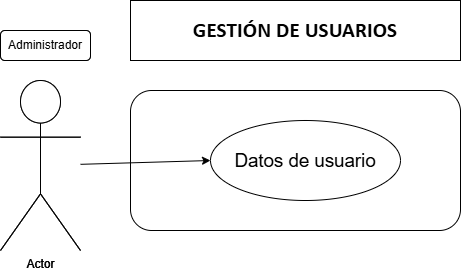 GESTIÓN DE USUARIOS
Administrador
Datos de usuario
Actor